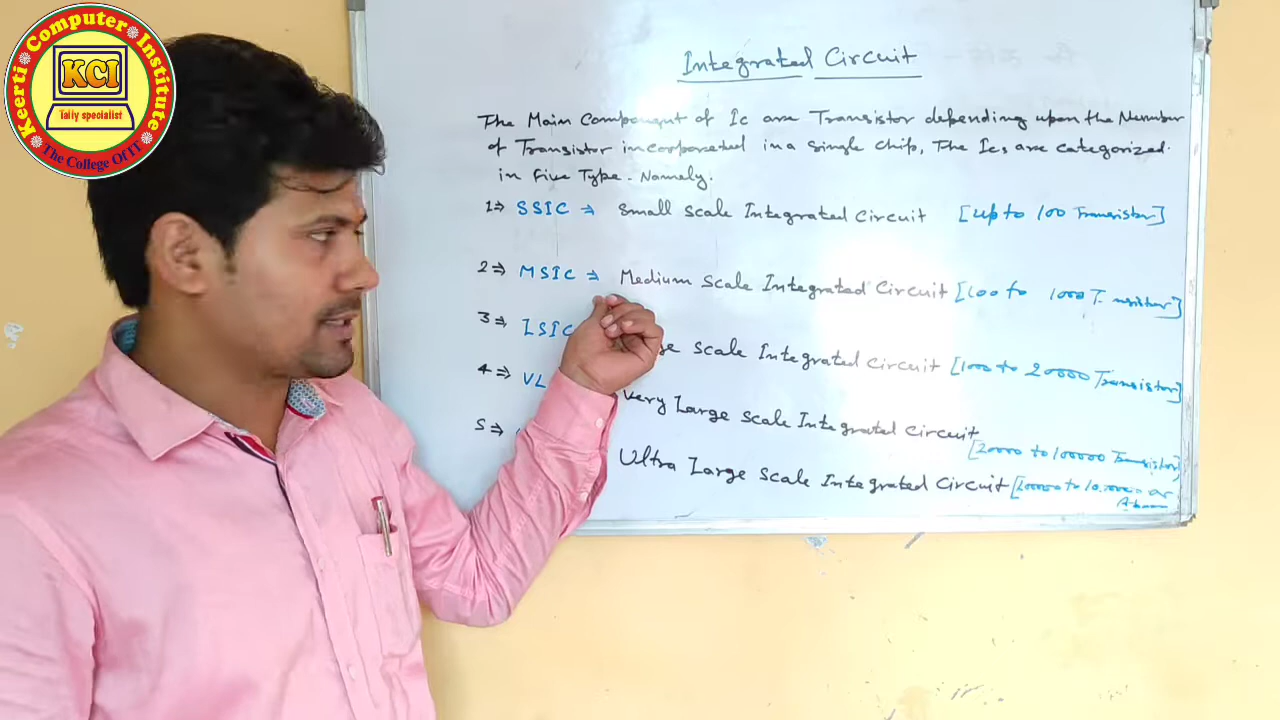 Keerti Computer Institute
KCI
Tally specialist
The College Of IT
Integrated Circuit
The Main Component of Ic are Transistor depending upon the Number
of Transistor incorporeted in a single chip, The Ics are categorized.
in Five Type - Namely.
1⇒ SSIC ⇒ Small scale Integrated Circuit [up to 100 Transistor]
2⇒ MSIC ⇒ Medium Scale Integrated Circuit [100 to 1000 T
3⇒ LSIC scale Integrated Circuit [1000 to 20000 Transistor]
4⇒ VL Very Large scale Integrated Circuit
[20000 to 100000 Transistor]
5⇒ Ultra Large scale Integrated Circuit [100000 to or